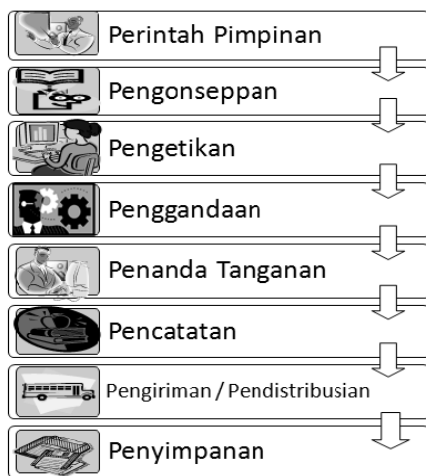 Perintah Pimpinan
Pengonseppan
Pengetikan
Penggandaan
Penanda Tanganan
Pencatatan
Pengiriman / Pendistribusian
Penyimpanan